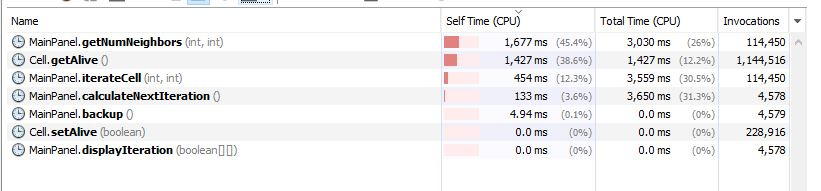 Name Self Time (CPU) Total Time (CPU) Invocations
MainPanel.getNumNeighbors (int, int) 1,677 ms (45.4%) 3,030 ms (26%) 114,450
Cell.getAlive () 1,427 ms (38.6%) 1,427 ms (12.2%) 1,144,516
MainPanel.iterateCell (int, int) 454 ms (12.3%) 3,559 ms (30.5%) 114,450
MainPanel.calculateNextIteration () 133 ms (3.6%) 3,650 ms (31.3%) 4,578
MainPanel.backup () 4.94 ms (0.1%) 0.0 ms (0%) 4,579
Cell.setAlive (boolean) 0.0 ms (0%) 0.0 ms (0%) 228,916
MainPanel.displayIteration (boolean[][]) 0.0 ms (0%) 0.0 ms (0%) 4,578